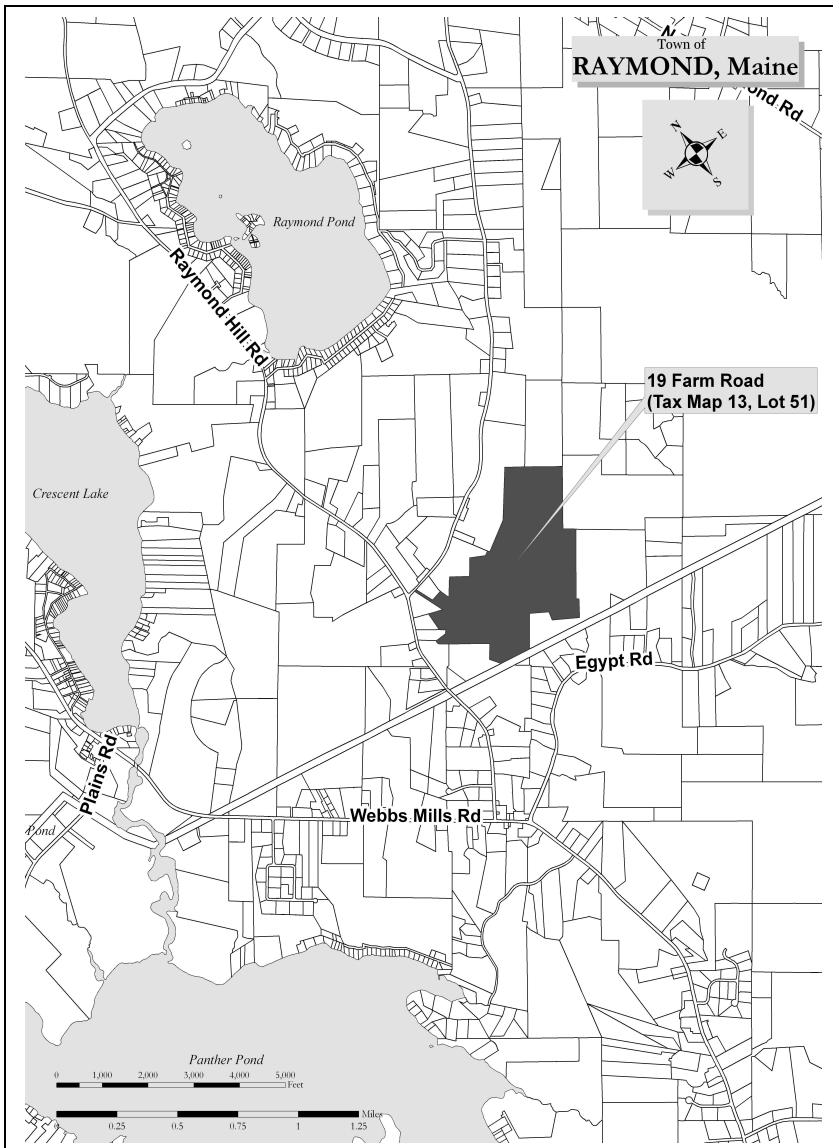 Town of
RAYMOND, Maine
N
ond Rd
N
E
W
S
Raymond Pond
Raymond Hill Rd
19 Farm Road
(Tax Map 13, Lot 51)
Crescent Lake
Egypt Rd
Plains Rd
Webbs Mills Rd
Pond
Panther Pond
0 1,000 2,000 3,000 4,000 5,000
Feet
Miles
0 0.25 0.5 0.75 1 1.25